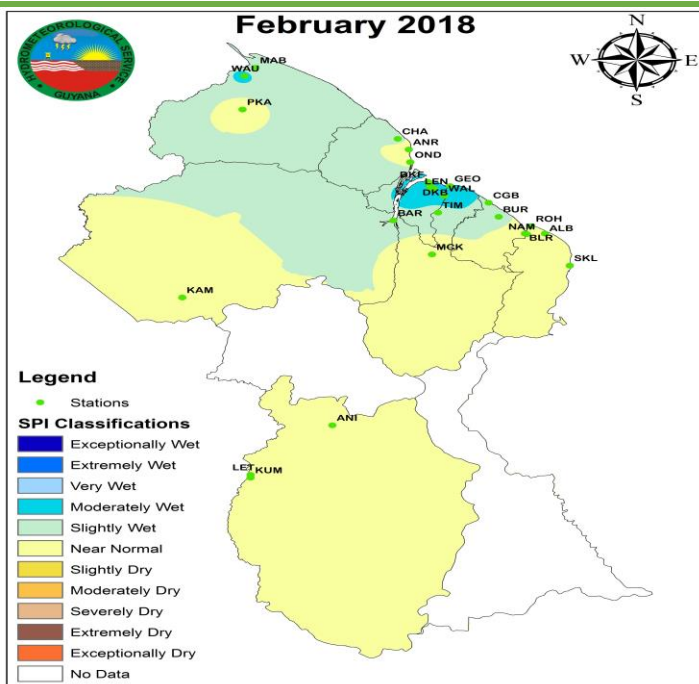 February 2018
HYDROMETEOROLOGICAL SERVICE
GUYANA
N
W
E
S
MAB
WAU
PKA
CHA
ANR
OND
LEN
GEO
DKB
WAL
TIM
BAR
CGB
BUR
ROH
NAM
ALB
BLR
MCK
SKL
KAM
ANI
LET
KUM
Legend
Stations
SPI Classifications
Exceptionally Wet
Extremely Wet
Very Wet
Moderately Wet
Slightly Wet
Near Normal
Slightly Dry
Moderately Dry
Severely Dry
Extremely Dry
Exceptionally Dry
No Data